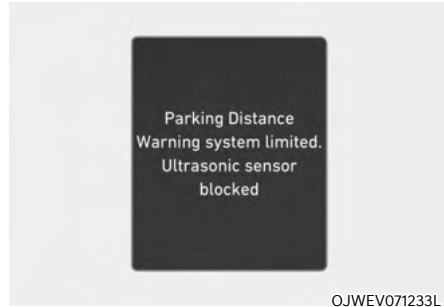 Parking Distance
Warning system limited.
Ultrasonic sensor
blocked
OJWEV071233L